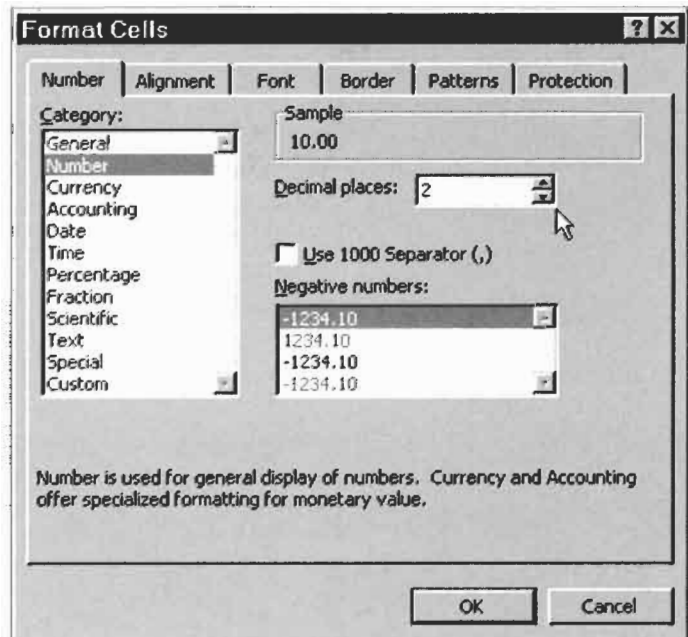 Format Cells
Number Alignment Font Border Patterns Protection
Category:
General
Number
Currency
Accounting
Date
Time
Percentage
Fraction
Scientific
Text
Special
Custom
Sample
10.00
Decimal places: 2
Use 1000 Separator (,)
Negative numbers:
-1234.10
1234.10
-1234.10
-1234.10
Number is used for general display of numbers. Currency and Accounting
offer specialized formatting for monetary value.
OK Cancel